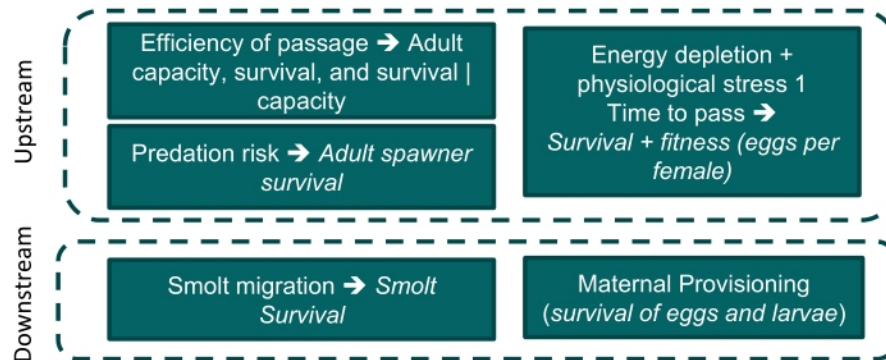 Upstream
Efficiency of passage ➔ Adult
capacity, survival, and survival |
capacity
Predation risk ➔ Adult spawner
survival
Energy depletion +
physiological stress 1
Time to pass ➔
Survival + fitness (eggs per
female)
Downstream
Smolt migration ➔ Smolt
Survival
Maternal Provisioning
(survival of eggs and larvae)